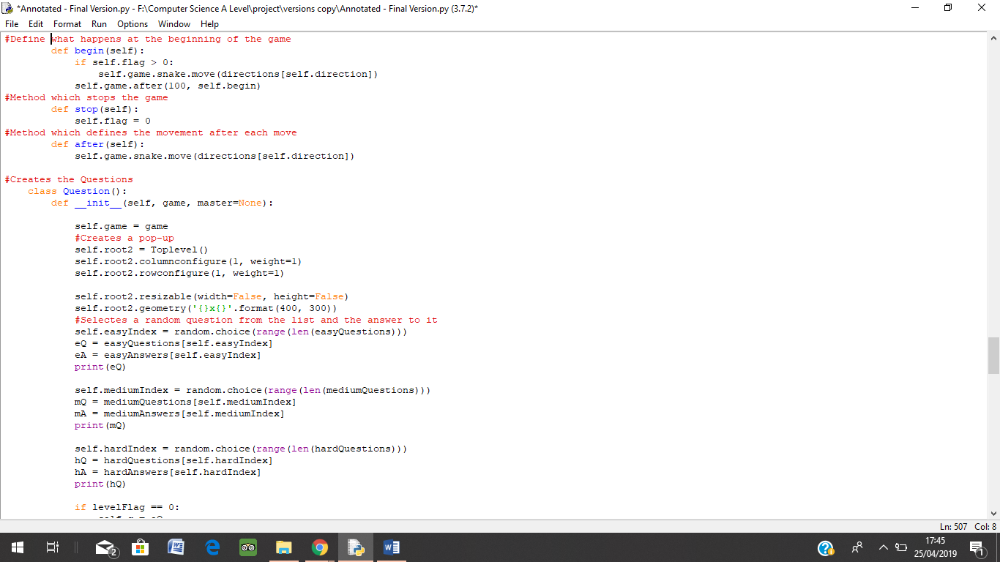 *Annotated - Final Version.py - F:\Computer Science A Level\project\versions copy\Annotated - Final Version.py (3.7.2)*
File Edit Format Run Options Window Help
#Define what happens at the beginning of the game
        def begin(self):
            if self.flag > 0:
                self.game.snake.move(directions[self.direction])
            self.game.after(100, self.begin)
#Method which stops the game
        def stop(self):
            self.flag = 0
#Method which defines the movement after each move
        def after(self):
            self.game.snake.move(directions[self.direction])

#Creates the Questions
    class Question():
        def __init__(self, game, master=None):

            self.game = game
            #Creates a pop-up
            self.root2 = Toplevel()
            self.root2.columnconfigure(1, weight=1)
            self.root2.rowconfigure(1, weight=1)

            self.root2.resizable(width=False, height=False)
            self.root2.geometry('{}x{}'.format(400, 300))
            #Selectes a random question from the list and the answer to it
            self.easyIndex = random.choice(range(len(easyQuestions)))
            eQ = easyQuestions[self.easyIndex]
            eA = easyAnswers[self.easyIndex]
            print(eQ)

            self.mediumIndex = random.choice(range(len(mediumQuestions)))
            mQ = mediumQuestions[self.mediumIndex]
            mA = mediumAnswers[self.mediumIndex]
            print(mQ)

            self.hardIndex = random.choice(range(len(hardQuestions)))
            hQ = hardQuestions[self.hardIndex]
            hA = hardAnswers[self.hardIndex]
            print(hQ)

            if levelFlag == 0:
Ln: 507 Col: 8
2
17:45
25/04/2019
1